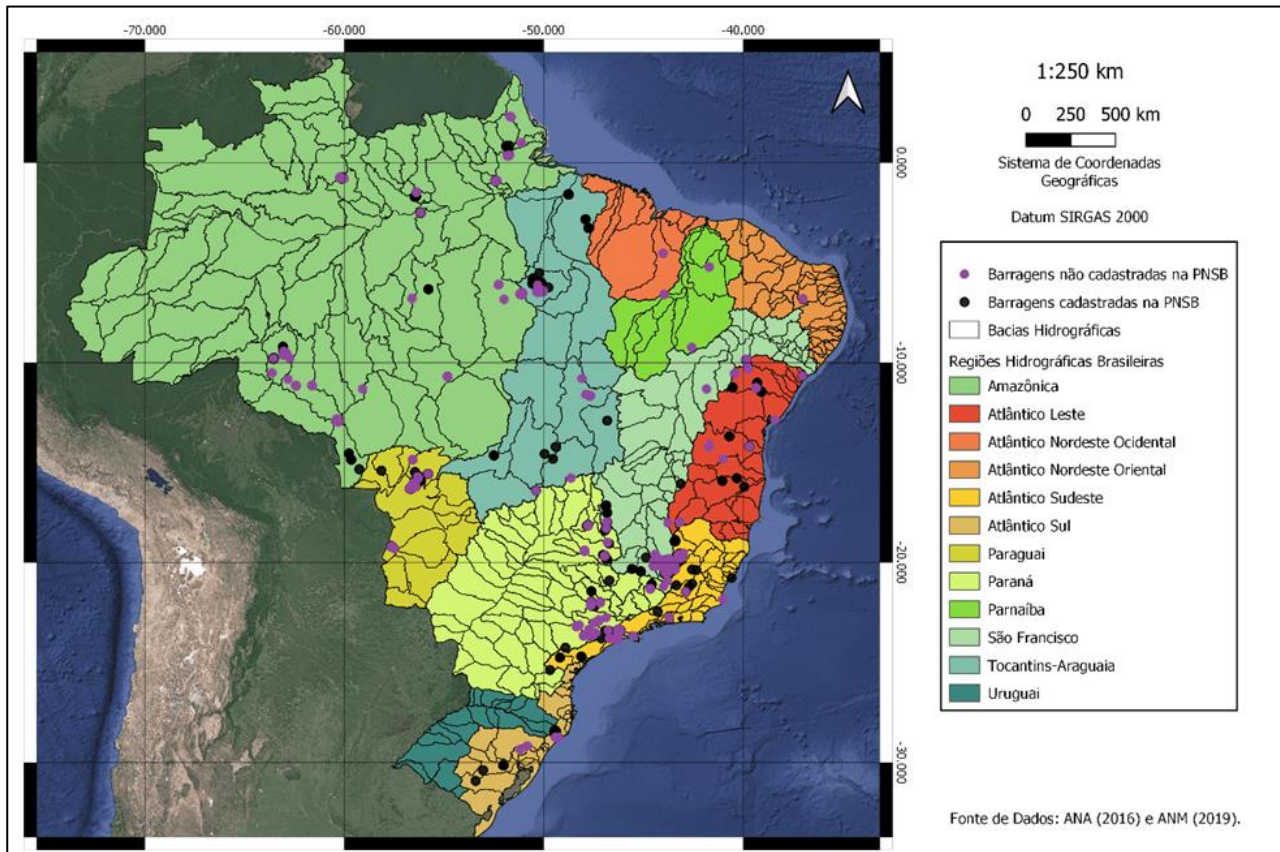 -70.000
-60.000
-50.000
-40.000
0.000
-10.000
-20.000
-30.000
1:250 km
0 250 500 km
Sistema de Coordenadas
Geográficas
Datum SIRGAS 2000
Barragens não cadastradas na PNSB
Barragens cadastradas na PNSB
Bacias Hidrográficas
Regiões Hidrográficas Brasileiras
Amazônica
Atlântico Leste
Atlântico Nordeste Ocidental
Atlântico Nordeste Oriental
Atlântico Sudeste
Atlântico Sul
Paraguai
Paraná
Parnaíba
São Francisco
Tocantins-Araguaia
Uruguai
Fonte de Dados: ANA (2016) e ANM (2019).